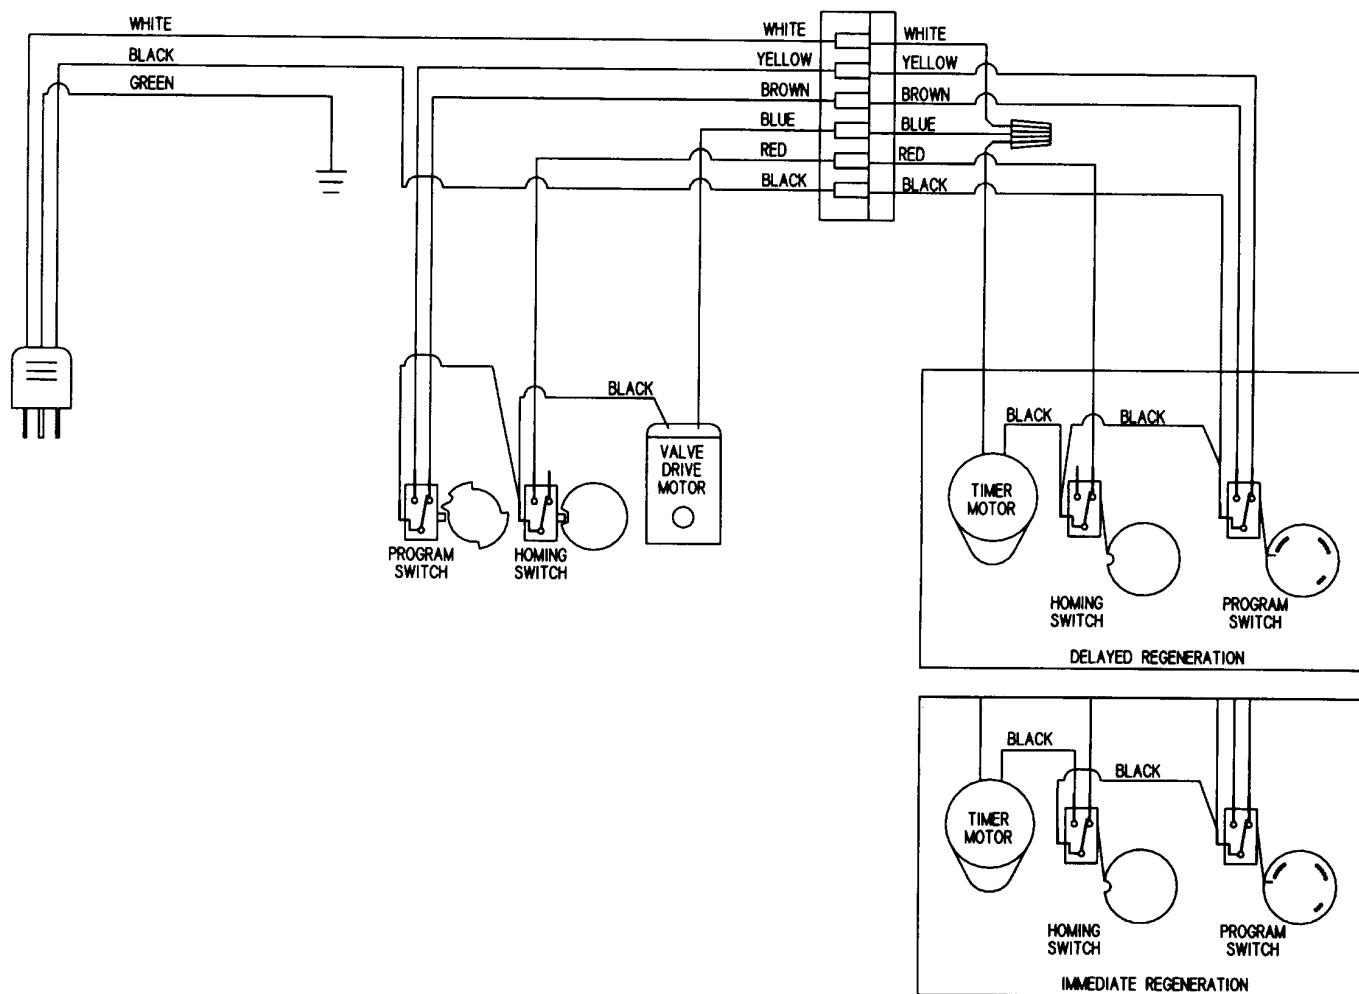 WHITE
BLACK
GREEN
WHITE
YELLOW
BROWN
BLUE
RED
BLACK
WHITE
YELLOW
BROWN
BLUE
RED
BLACK
BLACK
VALVE
DRIVE
MOTOR
PROGRAM
SWITCH
HOMING
SWITCH
BLACK
BLACK
TIMER
MOTOR
HOMING
SWITCH
PROGRAM
SWITCH
DELAYED REGENERATION
BLACK
BLACK
TIMER
MOTOR
HOMING
SWITCH
PROGRAM
SWITCH
IMMEDIATE REGENERATION